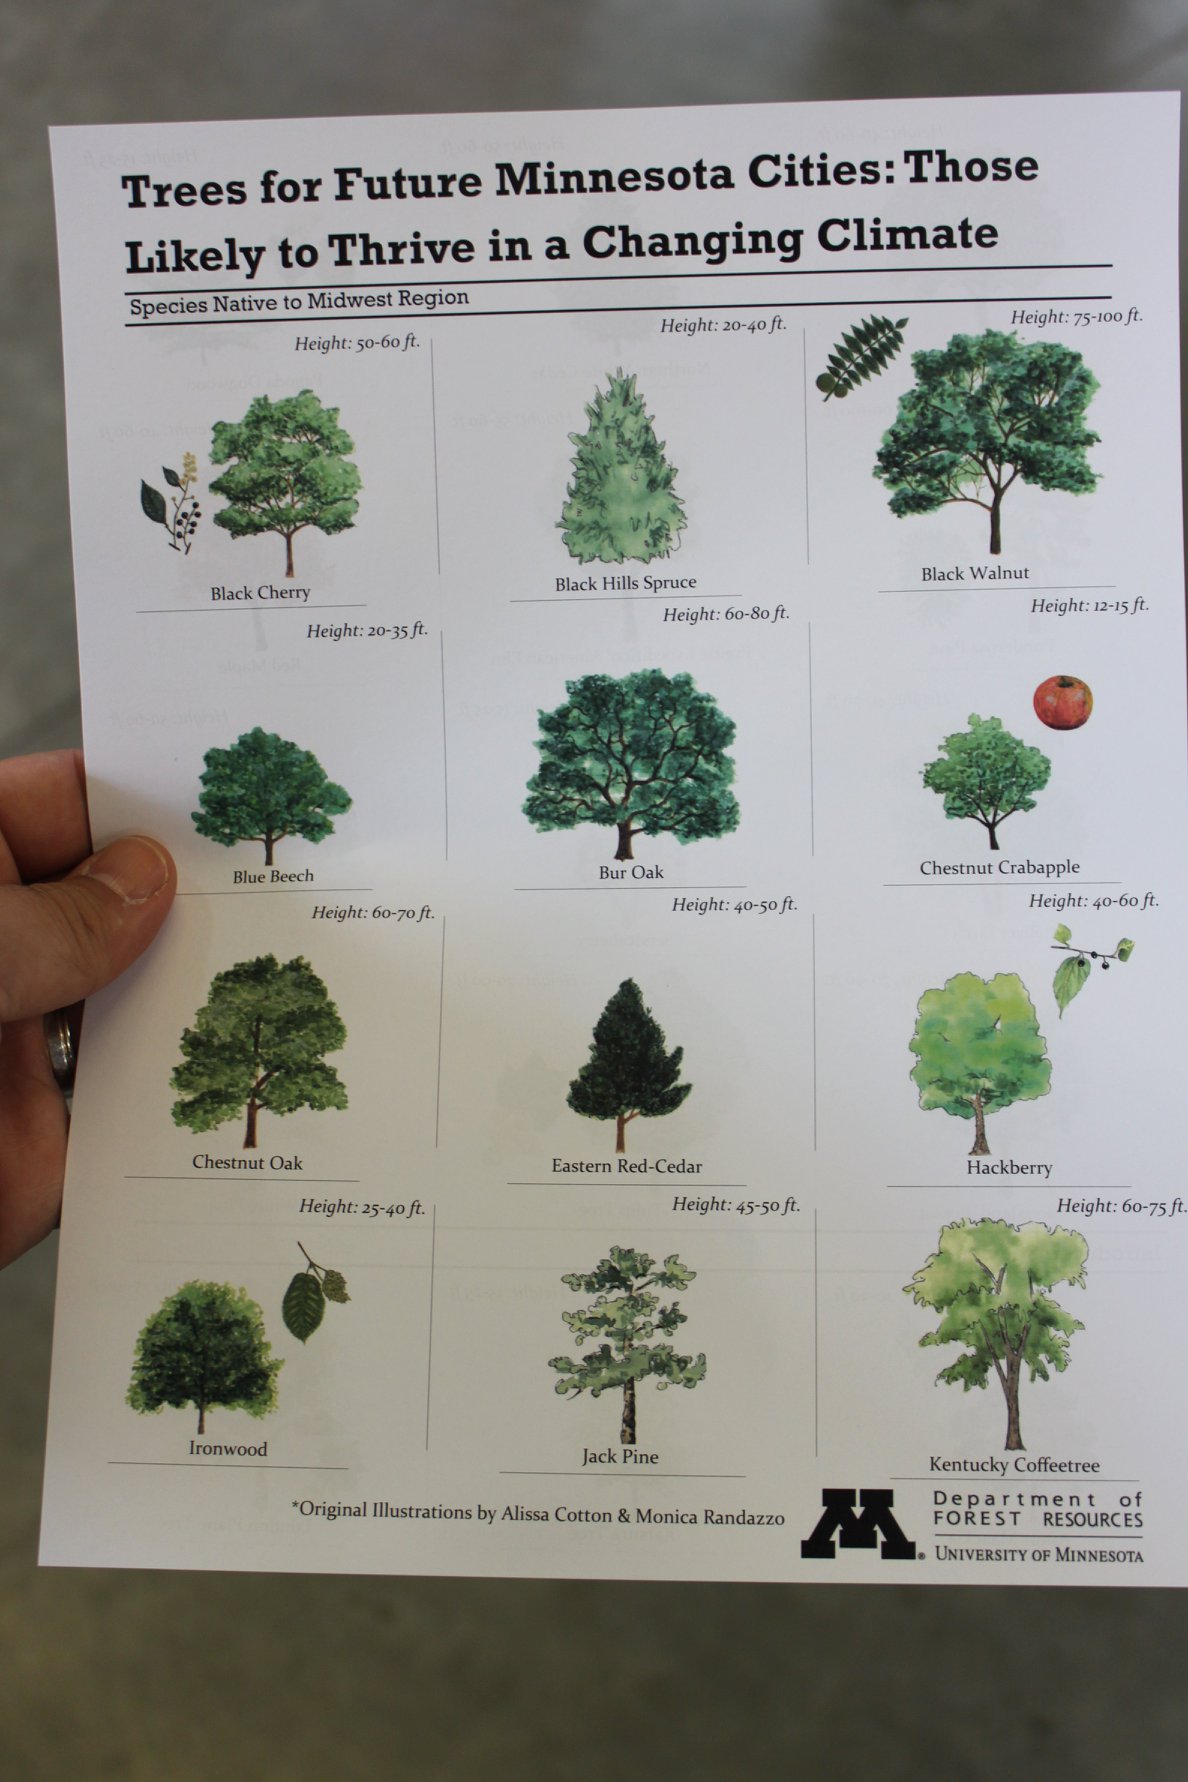 Trees for Future Minnesota Cities: Those
Likely to Thrive in a Changing Climate
Species Native to Midwest Region
Height: 50-60 ft.
Black Cherry
Height: 20-40 ft.
Black Hills Spruce
Height: 75-100 ft.
Black Walnut
Height: 20-35 ft.
Blue Beech
Height: 60-80 ft.
Bur Oak
Height: 12-15 ft.
Chestnut Crabapple
Height: 60-70 ft.
Chestnut Oak
Height: 40-50 ft.
Eastern Red-Cedar
Height: 40-60 ft.
Hackberry
Height: 25-40 ft.
Ironwood
Height: 45-50 ft.
Jack Pine
Height: 60-75 ft.
Kentucky Coffeetree
*Original Illustrations by Alissa Cotton & Monica Randazzo
M
Department of
FOREST RESOURCES
UNIVERSITY OF MINNESOTA